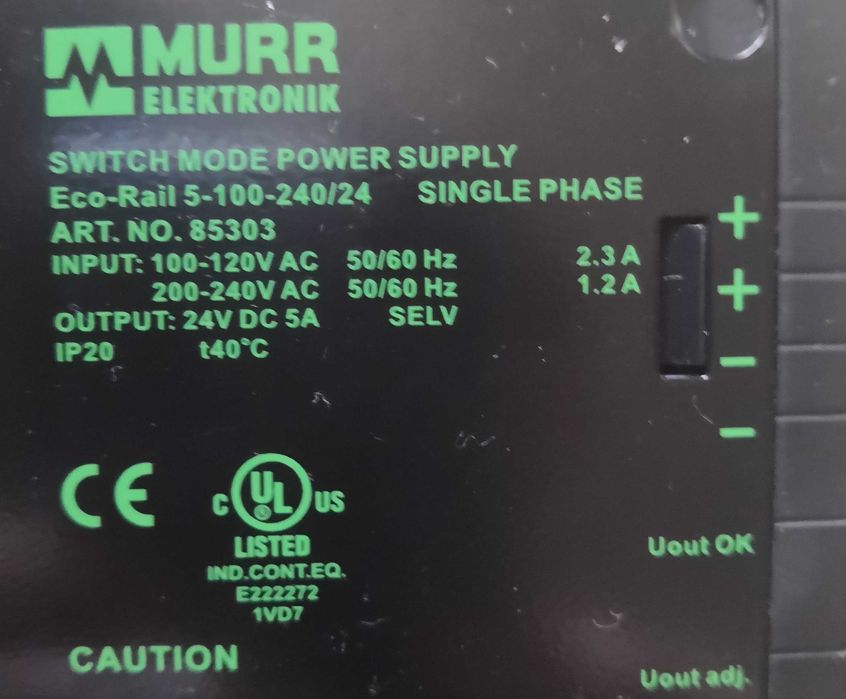 MURR
ELEKTRONIK
SWITCH MODE POWER SUPPLY
Eco-Rail 5-100-240/24 SINGLE PHASE
ART. NO. 85303
INPUT: 100-120V AC 50/60 Hz 2.3 A
200-240V AC 50/60 Hz 1.2 A
OUTPUT: 24V DC 5A SELV
IP20 t40°C
+
+
−
−
CE
C UL US
LISTED
IND.CONT.EQ.
E222272
1VD7
Uout OK
CAUTION
Uout adj.